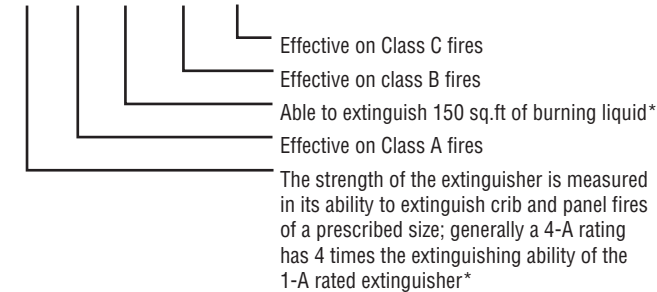 Effective on Class C fires
Effective on class B fires
Able to extinguish 150 sq.ft of burning liquid*
Effective on Class A fires
The strength of the extinguisher is measured
in its ability to extinguish crib and panel fires
of a prescribed size; generally a 4-A rating
has 4 times the extinguishing ability of the
1-A rated extinguisher*